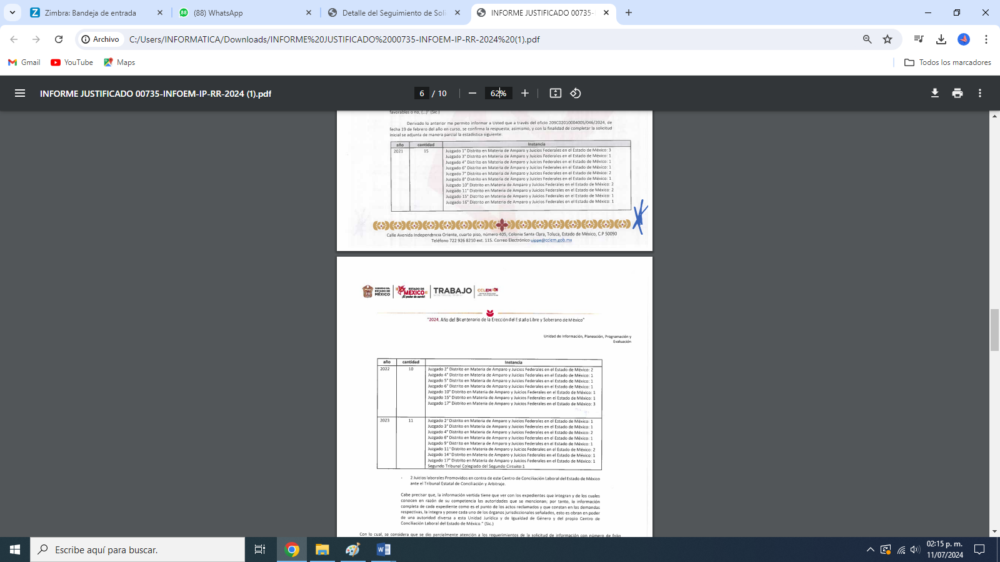 Zimbra: Bandeja de entrada
(88) WhatsApp
Detalle del Seguimiento de Soli
INFORME JUSTIFICADO 00735-
Archivo
C:/Users/INFORMATICA/Downloads/INFORME%20JUSTIFICADO%2000735-INFOEM-IP-RR-2024%20(1).pdf
Gmail
YouTube
Maps
Todos los marcadores
INFORME JUSTIFICADO 00735-INFOEM-IP-RR-2024 (1).pdf
6 / 10
62%
favorables o no, (...)" (Sic.)
Derivado lo anterior me permito informar a Usted que a través del oficio 209C0201000400S/046/2024, de
fecha 19 de febrero del año en curso, se confirma la respuesta; asimismo, y con la finalidad de completar la solicitud
inicial se adjunta de manera parcial la estadística siguiente:
año cantidad Instancia
2021 15 Juzgado 1° Distrito en Materia de Amparo y Juicios Federales en el Estado de México: 3
Juzgado 3° Distrito en Materia de Amparo y Juicios Federales en el Estado de México: 1
Juzgado 4° Distrito en Materia de Amparo y Juicios Federales en el Estado de México: 1
Juzgado 6° Distrito en Materia de Amparo y Juicios Federales en el Estado de México: 1
Juzgado 7° Distrito en Materia de Amparo y Juicios Federales en el Estado de México: 2
Juzgado 8° Distrito en Materia de Amparo y Juicios Federales en el Estado de México: 1
Juzgado 10° Distrito en Materia de Amparo y Juicios Federales en el Estado de México: 2
Juzgado 11° Distrito en Materia de Amparo y Juicios Federales en el Estado de México: 2
Juzgado 15° Distrito en Materia de Amparo y Juicios Federales en el Estado de México: 1
Juzgado 16° Distrito en Materia de Amparo y Juicios Federales en el Estado de México: 1
Calle Avenida Independencia Oriente, cuarto piso, número 405, Colonia Santa Clara, Toluca, Estado de México, C.P 50090
Teléfono 722 926 8210 ext. 115. Correo Electrónico uippe@cclem.gob.mx
GOBIERNO DEL
ESTADO DE
MÉXICO
ESTADO DE
MÉXICO
¡El poder de servir!
TRABAJO
CCLEM
"2024, Año del Bicentenario de la Erección del Estado Libre y Soberano de México"
Unidad de Información, Planeación, Programación y
Evaluación
año cantidad Instancia
2022 10 Juzgado 2° Distrito en Materia de Amparo y Juicios Federales en el Estado de México: 2
Juzgado 4° Distrito en Materia de Amparo y Juicios Federales en el Estado de México: 1
Juzgado 5° Distrito en Materia de Amparo y Juicios Federales en el Estado de México: 1
Juzgado 6° Distrito en Materia de Amparo y Juicios Federales en el Estado de México: 1
Juzgado 10° Distrito en Materia de Amparo y Juicios Federales en el Estado de México: 1
Juzgado 15° Distrito en Materia de Amparo y Juicios Federales en el Estado de México: 1
Juzgado 17° Distrito en Materia de Amparo y Juicios Federales en el Estado de México: 3
2023 11 Juzgado 2° Distrito en Materia de Amparo y Juicios Federales en el Estado de México: 1
Juzgado 3° Distrito en Materia de Amparo y Juicios Federales en el Estado de México: 1
Juzgado 4° Distrito en Materia de Amparo y Juicios Federales en el Estado de México: 2
Juzgado 6° Distrito en Materia de Amparo y Juicios Federales en el Estado de México: 1
Juzgado 9° Distrito en Materia de Amparo y Juicios Federales en el Estado de México: 1
Juzgado 11° Distrito en Materia de Amparo y Juicios Federales en el Estado de México: 2
Juzgado 14° Distrito en Materia de Amparo y Juicios Federales en el Estado de México: 1
Juzgado 17° Distrito en Materia de Amparo y Juicios Federales en el Estado de México: 1
Segundo Tribunal Colegiado del Segundo Circuito:1
- 2 Juicios laborales Promovidos en contra de este Centro de Conciliación Laboral del Estado de México
ante el Tribunal Estatal de Conciliación y Arbitraje.
Cabe precisar que, la información vertida tiene que ver con los expedientes que integran y de los cuales
conocen en razón de su competencia las autoridades que se mencionan; por tanto, la información
completa de cada expediente como es el punto de los actos reclamados y que constan en las demandas
respectivas, la integra y posee cada uno de los órganos jurisdiccionales señalados, esto es obran en poder
de una autoridad diversa a esta Unidad Jurídica y de Igualdad de Género y del propio Centro de
Conciliación Laboral del Estado de México." (Sic.)
Con lo cual, se considera que se dio parcialmente atención a los requerimientos de la solicitud de información con número de folio
Escribe aquí para buscar.
02:15 p. m.
11/07/2024